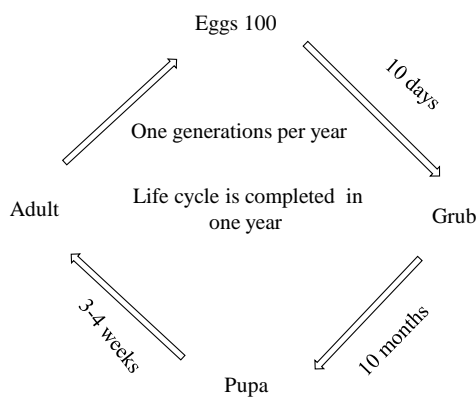 Eggs 100
10 days
One generations per year
Adult
Life cycle is completed in
one year
Grub
3-4 weeks
10 months
Pupa